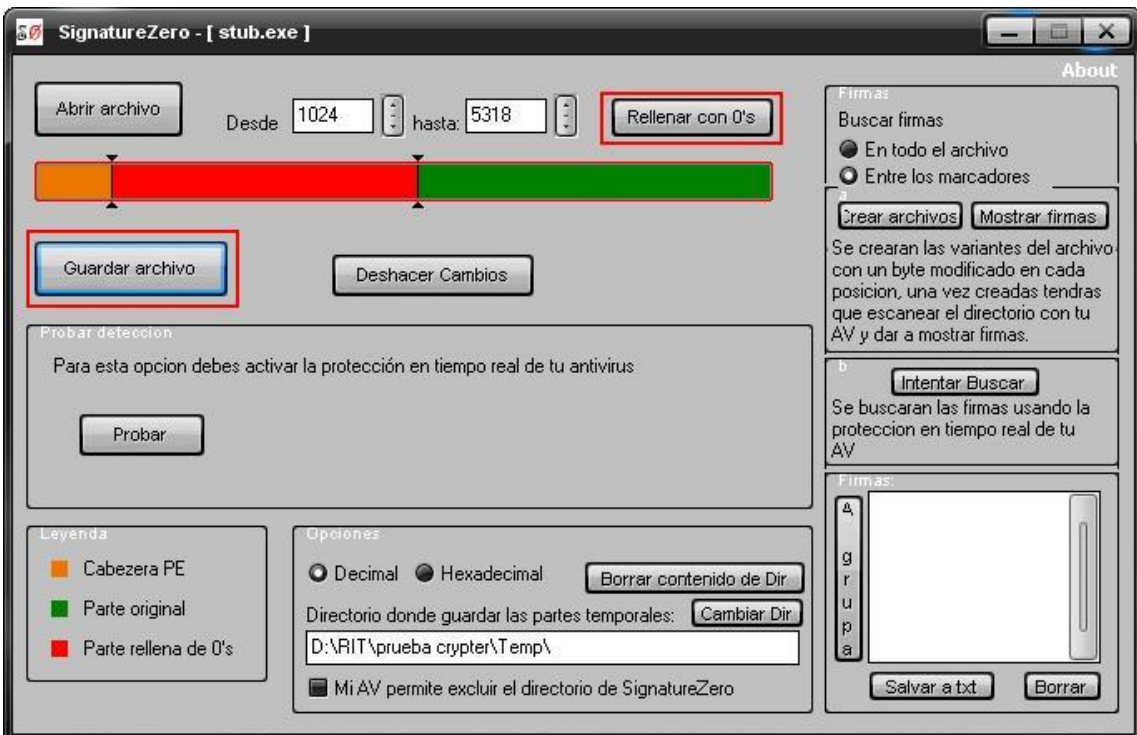 SignatureZero - [ stub.exe ]
About
Abrir archivo
Desde 1024 hasta: 5318
Rellenar con 0's
Guardar archivo
Deshacer Cambios
Probar deteccion
Para esta opcion debes activar la protección en tiempo real de tu antivirus
Probar
Leyenda
Cabezera PE
Parte original
Parte rellena de 0's
Opciones
Decimal Hexadecimal
Borrar contenido de Dir
Directorio donde guardar las partes temporales: Cambiar Dir
D:\RIT\prueba crypter\Temp\
Mi AV permite excluir el directorio de SignatureZero
Firmas
Buscar firmas
En todo el archivo
Entre los marcadores
a
Crear archivos Mostrar firmas
Se crearan las variantes del archivo
con un byte modificado en cada
posicion, una vez creadas tendras
que escanear el directorio con tu
AV y dar a mostrar firmas.
b
Intentar Buscar
Se buscaran las firmas usando la
proteccion en tiempo real de tu
AV
Firmas:
A
g
r
u
p
a
Salvar a txt Borrar